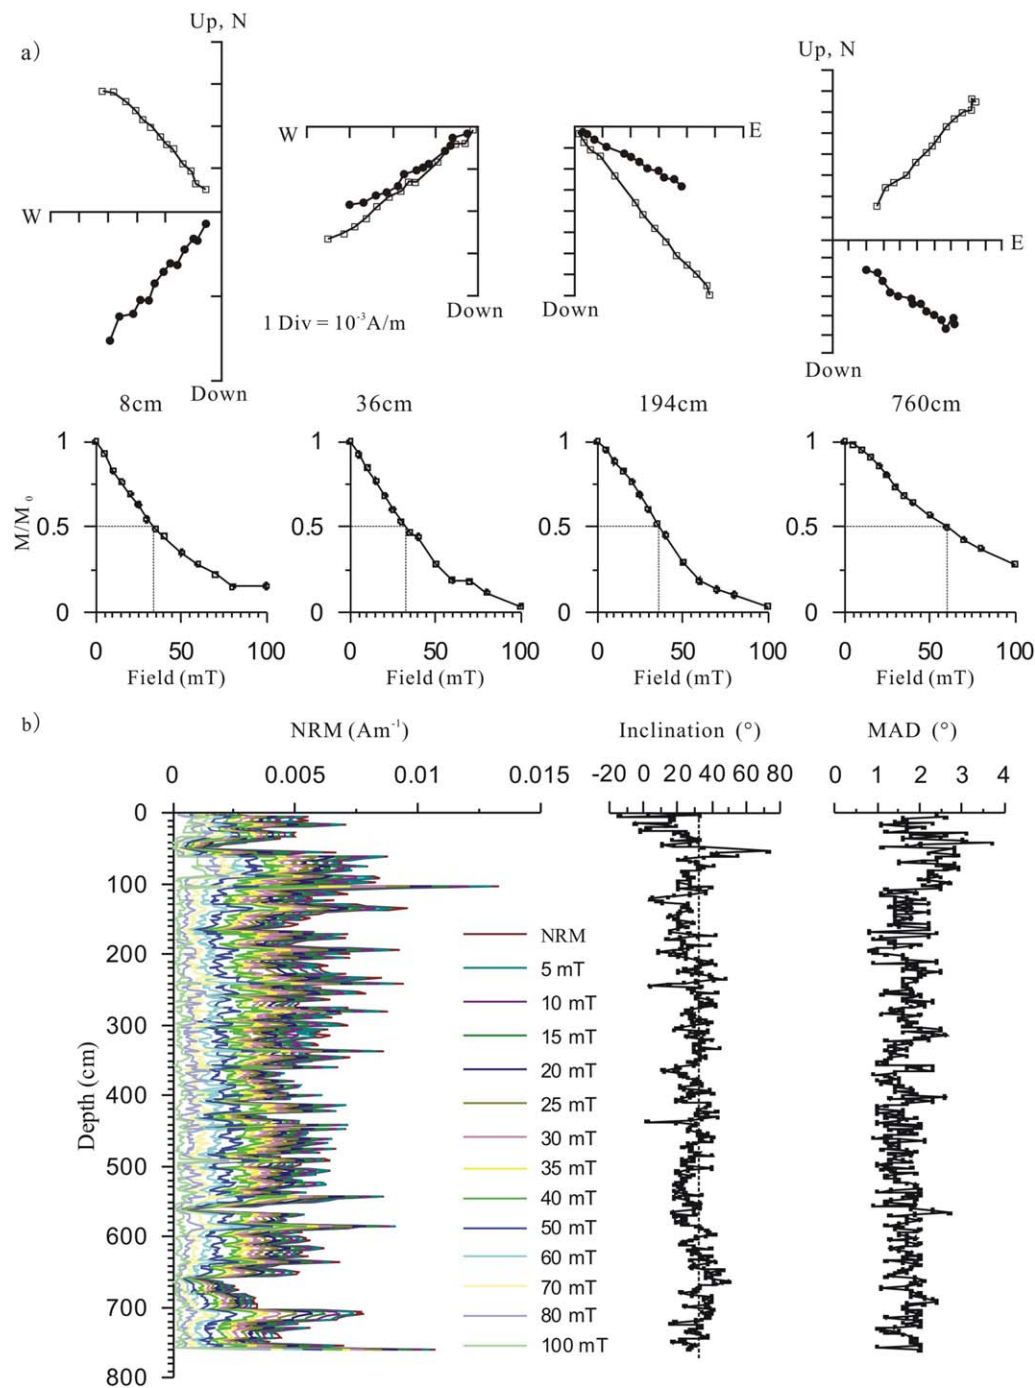 a)
Up, N
W
Down
W
Down
1 Div = 10⁻³A/m
E
Down
Up, N
E
Down
8cm
36cm
194cm
760cm
M/M₀
1
0.5
0
0 50 100
Field (mT)
1
0.5
0
0 50 100
Field (mT)
1
0.5
0
0 50 100
Field (mT)
1
0.5
0
0 50 100
Field (mT)
b)
NRM (Am⁻¹)
0 0.005 0.01 0.015
Inclination (°)
-20 0 20 40 60 80
MAD (°)
0 1 2 3 4
Depth (cm)
0
100
200
300
400
500
600
700
800
NRM
5 mT
10 mT
15 mT
20 mT
25 mT
30 mT
35 mT
40 mT
50 mT
60 mT
70 mT
80 mT
100 mT